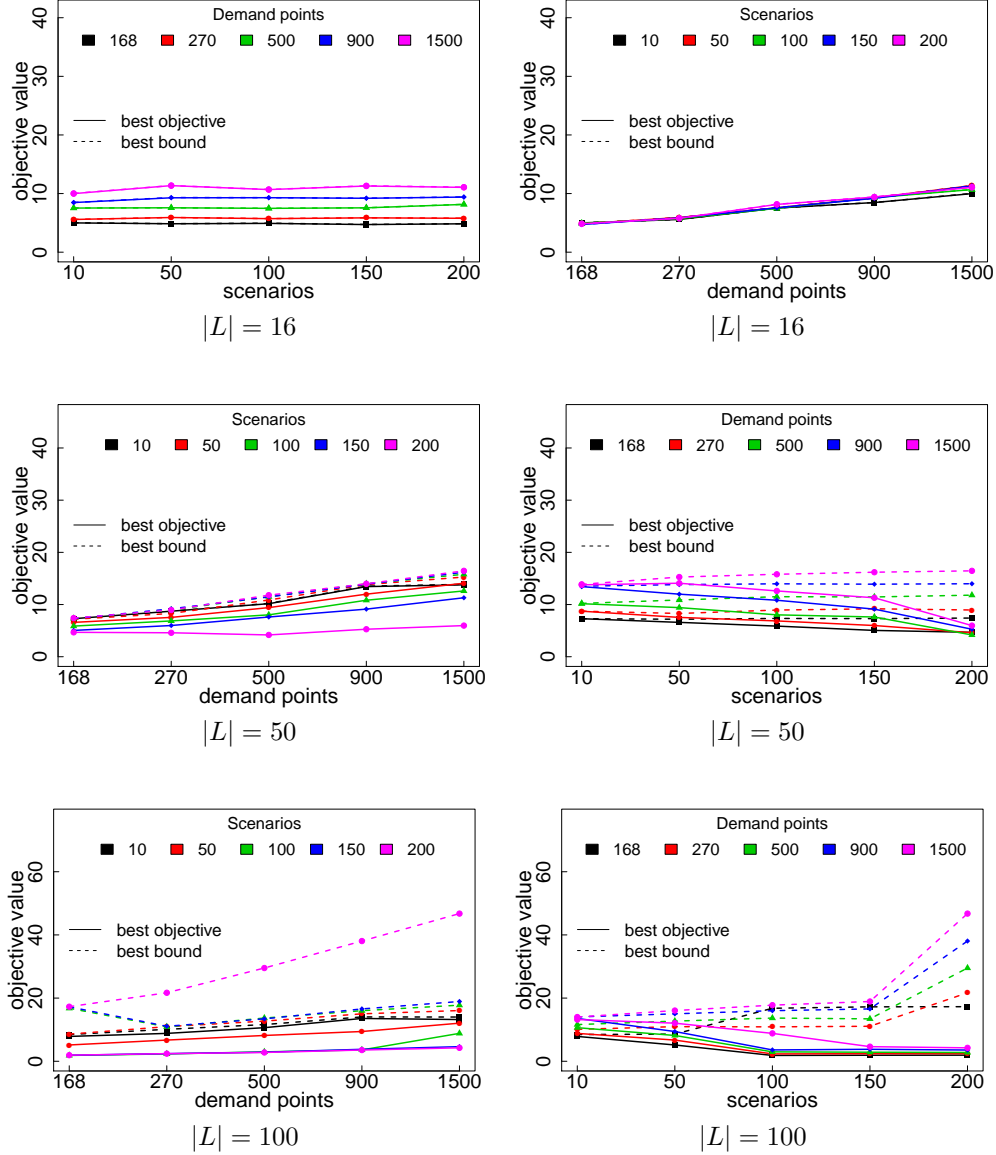 Demand points
168 270 500 900 1500
objective value
0 10 20 30 40
best objective
best bound
10 50 100 150 200
scenarios
|L| = 16
Scenarios
10 50 100 150 200
objective value
0 10 20 30 40
best objective
best bound
168 270 500 900 1500
demand points
|L| = 16
Scenarios
10 50 100 150 200
objective value
0 10 20 30 40
best objective
best bound
168 270 500 900 1500
demand points
|L| = 50
Demand points
168 270 500 900 1500
objective value
0 10 20 30 40
best objective
best bound
10 50 100 150 200
scenarios
|L| = 50
Scenarios
10 50 100 150 200
objective value
0 20 40 60
best objective
best bound
168 270 500 900 1500
demand points
|L| = 100
Demand points
168 270 500 900 1500
objective value
0 20 40 60
best objective
best bound
10 50 100 150 200
scenarios
|L| = 100